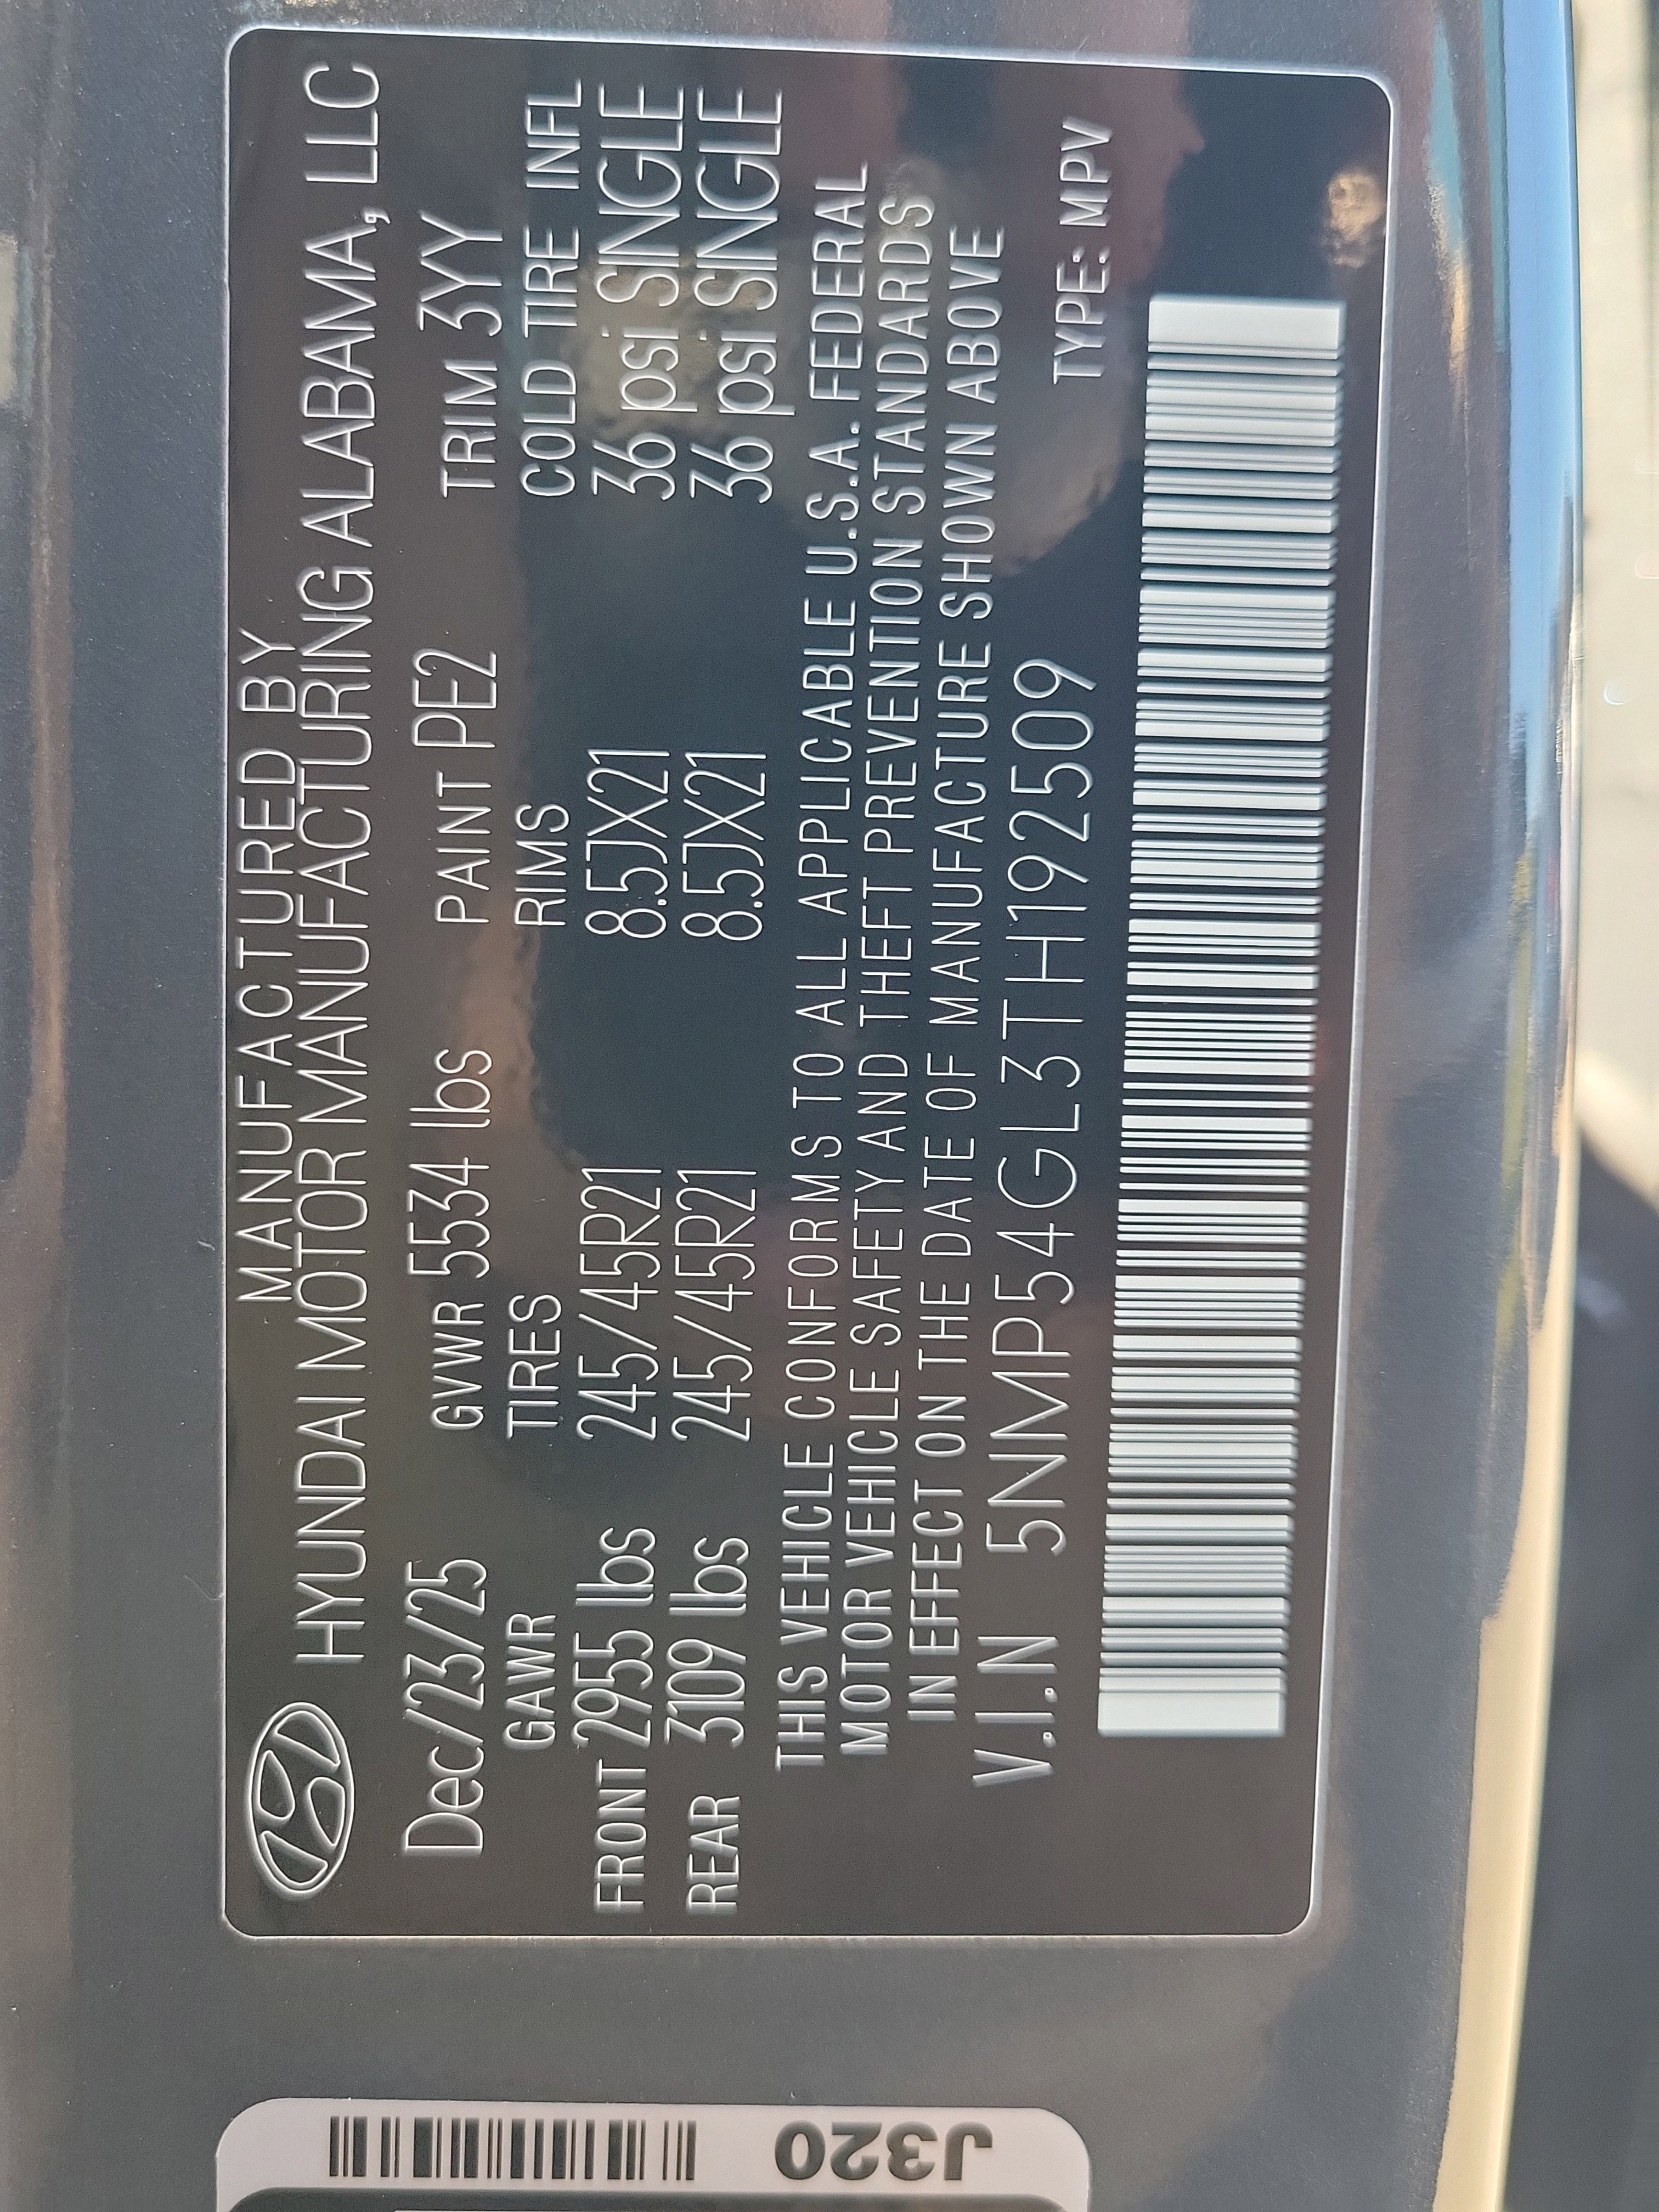 MANUFACTURED BY
HYUNDAI MOTOR MANUFACTURING ALABAMA, LLC
Dec/23/25 GVWR 5534 lbs PAINT PE2 TRIM 3YY
GAWR TIRES RIMS COLD TIRE INFL
FRONT 2955 lbs 245/45R21 8.5JX21 36 psi SINGLE
REAR 3109 lbs 245/45R21 8.5JX21 36 psi SINGLE
THIS VEHICLE CONFORMS TO ALL APPLICABLE U.S.A. FEDERAL
MOTOR VEHICLE SAFETY AND THEFT PREVENTION STANDARDS
IN EFFECT ON THE DATE OF MANUFACTURE SHOWN ABOVE
V.I.N 5NMP54GL3TH192509 TYPE: MPV
J320